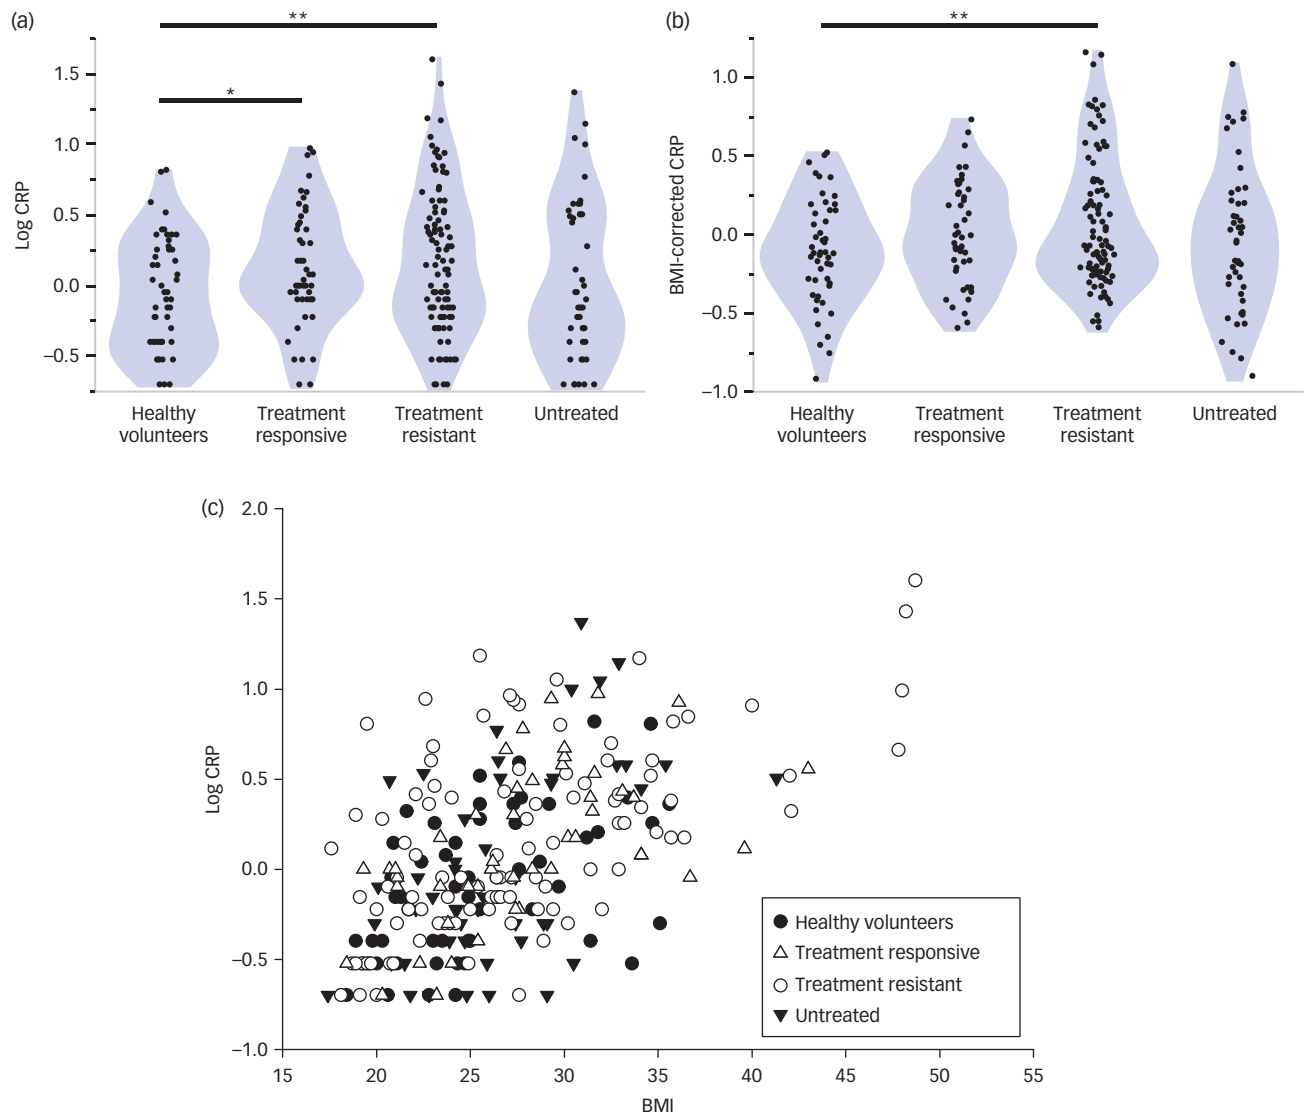 (a)
**
*
Log CRP
1.5
1.0
0.5
0.0
−0.5
Healthy
volunteers
Treatment
responsive
Treatment
resistant
Untreated
(b)
**
BMI-corrected CRP
1.0
0.5
0.0
−0.5
−1.0
Healthy
volunteers
Treatment
responsive
Treatment
resistant
Untreated
(c)
Log CRP
2.0
1.5
1.0
0.5
0.0
−0.5
−1.0
15 20 25 30 35 40 45 50 55
BMI
Healthy volunteers
Treatment responsive
Treatment resistant
Untreated